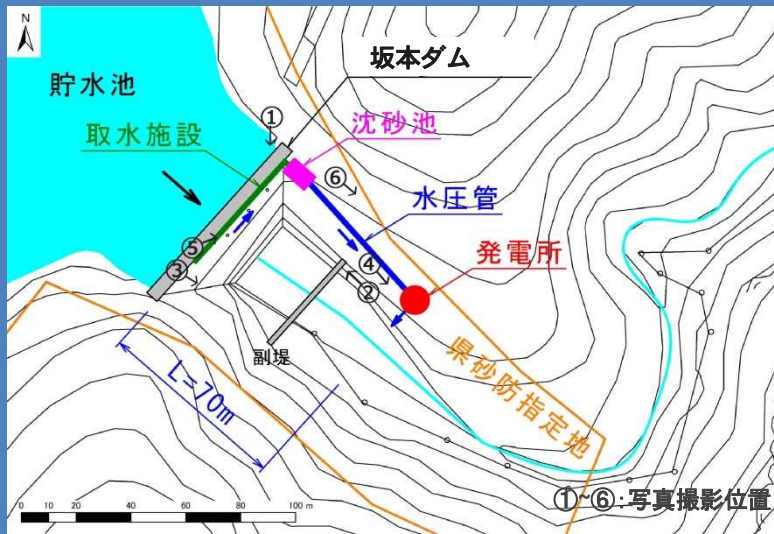 N
坂本ダム
貯水池
①
沈砂池
取水施設
⑥
水圧管
⑤
発電所
③
④
②
副堤
県砂防指定地
L=70m
①~⑥:写真撮影位置
0 10 20 40 60 80 100 m